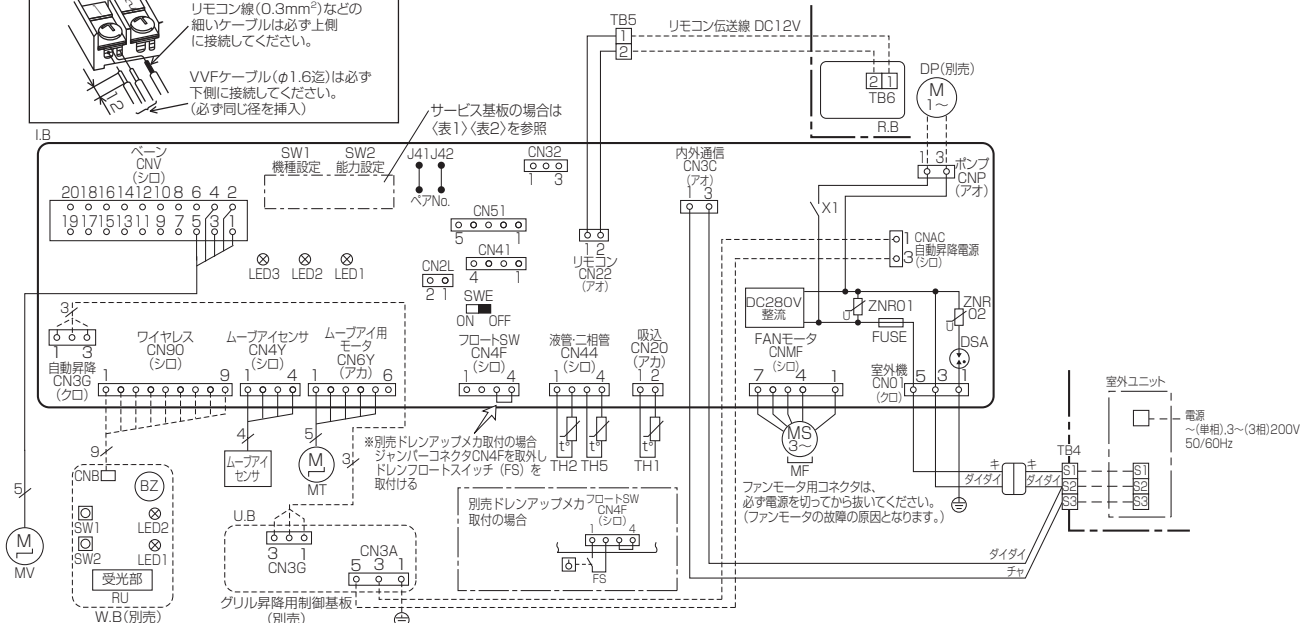 リモコン線(0.3mm²)などの
細いケーブルは必ず上側
に接続してください。
VVFケーブル(φ1.6迄)は必ず
下側に接続してください。
(必ず同じ径を挿入)
12
TB5
1
2
リモコン伝送線 DC12V
2 1
TB6
R.B
DP(別売)
M
1～
サービス基板の場合は
〈表1〉〈表2〉を参照
I.B
ベーン
CNV
(シロ)
20 18 16 14 12 10 8 6 4 2
19 17 15 13 11 9 7 5 3 1
SW1
機種設定
SW2
能力設定
J41 J42
ペアNo.
CN32
1 3
内外通信
CN3C
(アオ)
1 3
1 3
ポンプ
CNP
(アオ)
X1
CN51
5 1
CN41
4 1
1 2
リモコン
CN22
(アオ)
1
3
CNAC
自動昇降電源
(シロ)
LED3 LED2 LED1
CN2L
2 1
SWE
ON OFF
DC280V
整流
ZNR01
U
FUSE
ZNR
02
U
DSA
3
1 3
自動昇降
CN3G
(クロ)
ワイヤレス
CN90
(シロ)
1 9
ムーブアイセンサ
CN4Y
(シロ)
1 4
ムーブアイ用
モータ
CN6Y
(アカ)
1 6
フロートSW
CN4F
(シロ)
1 4
液管・二相管
CN44
(シロ)
1 4
吸込
CN20
(アカ)
1 2
FANモータ
CNMF
(シロ)
7 4 1
室外機
CN01
(クロ)
5 3 1
室外ユニット
電源
～(単相),3～(3相)200V
50/60Hz
TB4
S1
S2
S3
S1
S2
S3
キ キ
ダイダイ ダイダイ
ダイダイ
チャ
MS
3～
MF
ファンモータ用コネクタは、
必ず電源を切ってから抜いてください。
(ファンモータの故障の原因となります。)
t° t° t°
TH2 TH5 TH1
※別売ドレンアップメカ取付の場合
ジャンパーコネクタCN4Fを取外し
ドレンフロートスイッチ (FS) を
取付ける
別売ドレンアップメカ
取付の場合
フロートSW
CN4F
(シロ)
1 4
FS
4
ムーブアイ
センサ
5
M
MT
3
9
CNB
BZ
SW1
SW2
LED2
LED1
受光部
RU
W.B(別売)
5
M
MV
U.B
3 1
CN3G
CN3A
5 3 1
グリル昇降用制御基板
(別売)